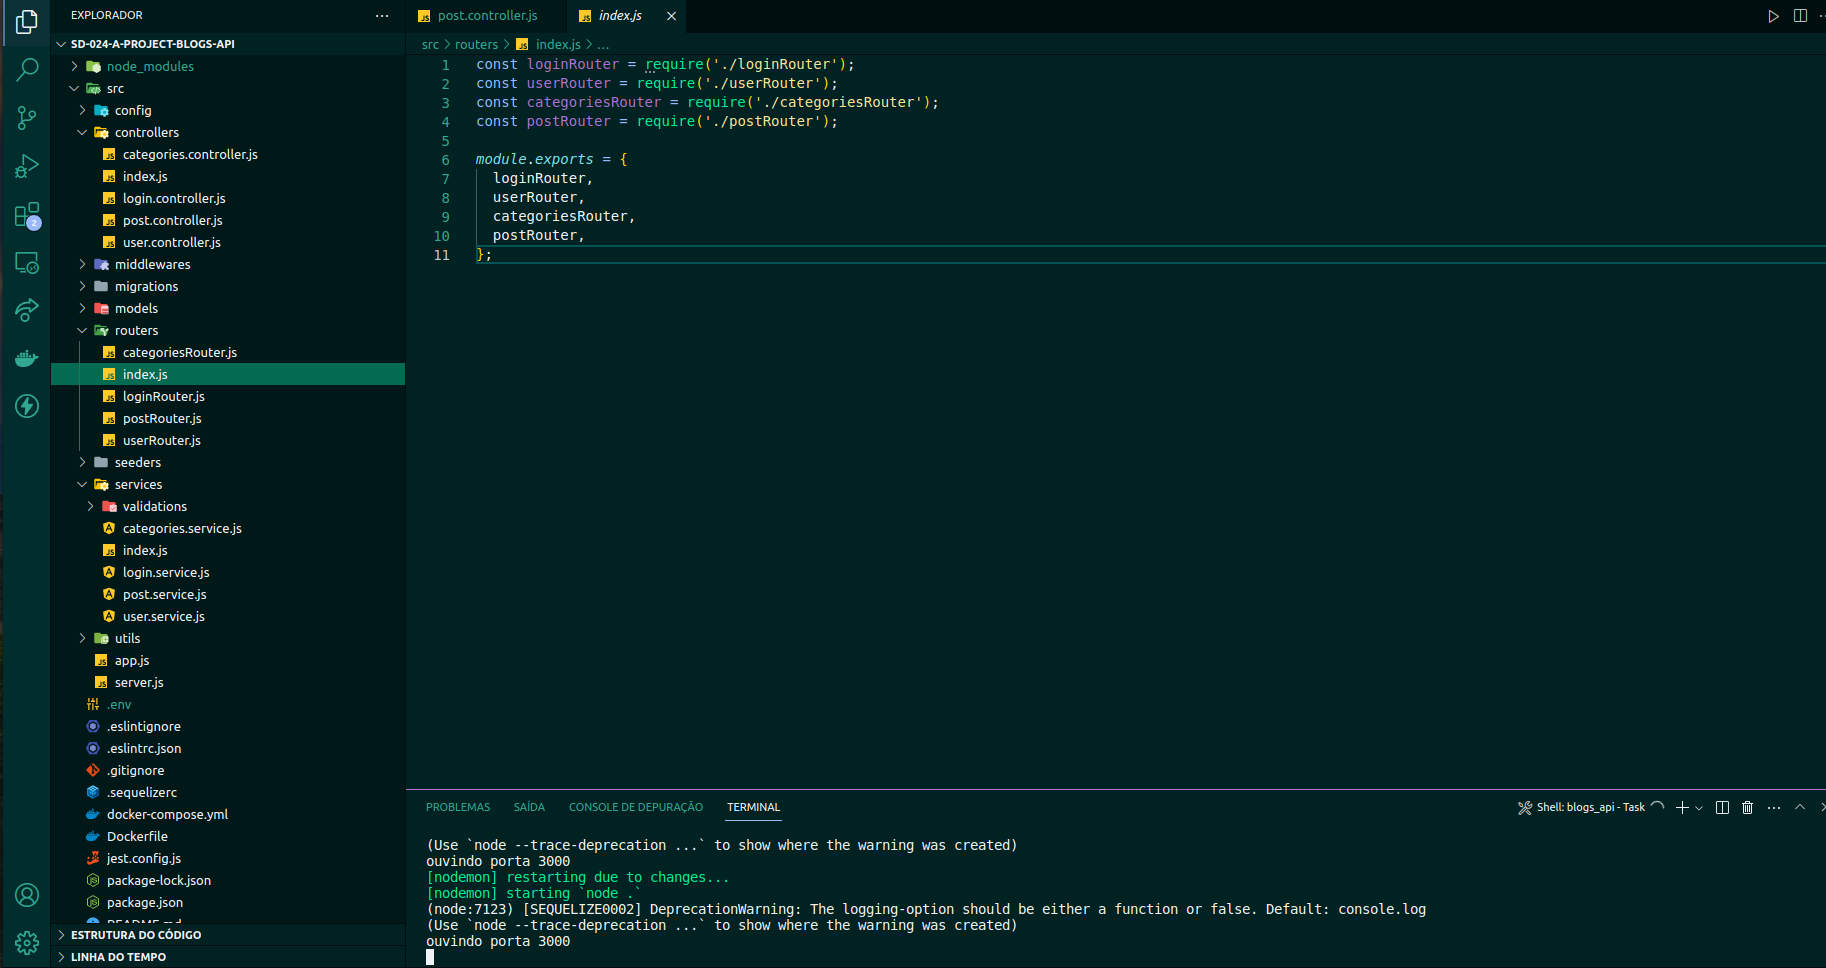 EXPLORADOR
SD-024-A-PROJECT-BLOGS-API
node_modules
src
config
controllers
categories.controller.js
index.js
login.controller.js
post.controller.js
user.controller.js
middlewares
migrations
models
routers
categoriesRouter.js
index.js
loginRouter.js
postRouter.js
userRouter.js
seeders
services
validations
categories.service.js
index.js
login.service.js
post.service.js
user.service.js
utils
app.js
server.js
.env
.eslintignore
.eslintrc.json
.gitignore
.sequelizerc
docker-compose.yml
Dockerfile
jest.config.js
package-lock.json
package.json
README.md
ESTRUTURA DO CÓDIGO
LINHA DO TEMPO
2
post.controller.js index.js
src > routers > index.js > ...
1 const loginRouter = require('./loginRouter');
2 const userRouter = require('./userRouter');
3 const categoriesRouter = require('./categoriesRouter');
4 const postRouter = require('./postRouter');
5
6 module.exports = {
7 loginRouter,
8 userRouter,
9 categoriesRouter,
10 postRouter,
11 };
PROBLEMAS SAÍDA CONSOLE DE DEPURAÇÃO TERMINAL Shell: blogs_api - Task
(Use `node --trace-deprecation ...` to show where the warning was created)
ouvindo porta 3000
[nodemon] restarting due to changes...
[nodemon] starting `node .`
(node:7123) [SEQUELIZE0002] DeprecationWarning: The logging-option should be either a function or false. Default: console.log
(Use `node --trace-deprecation ...` to show where the warning was created)
ouvindo porta 3000